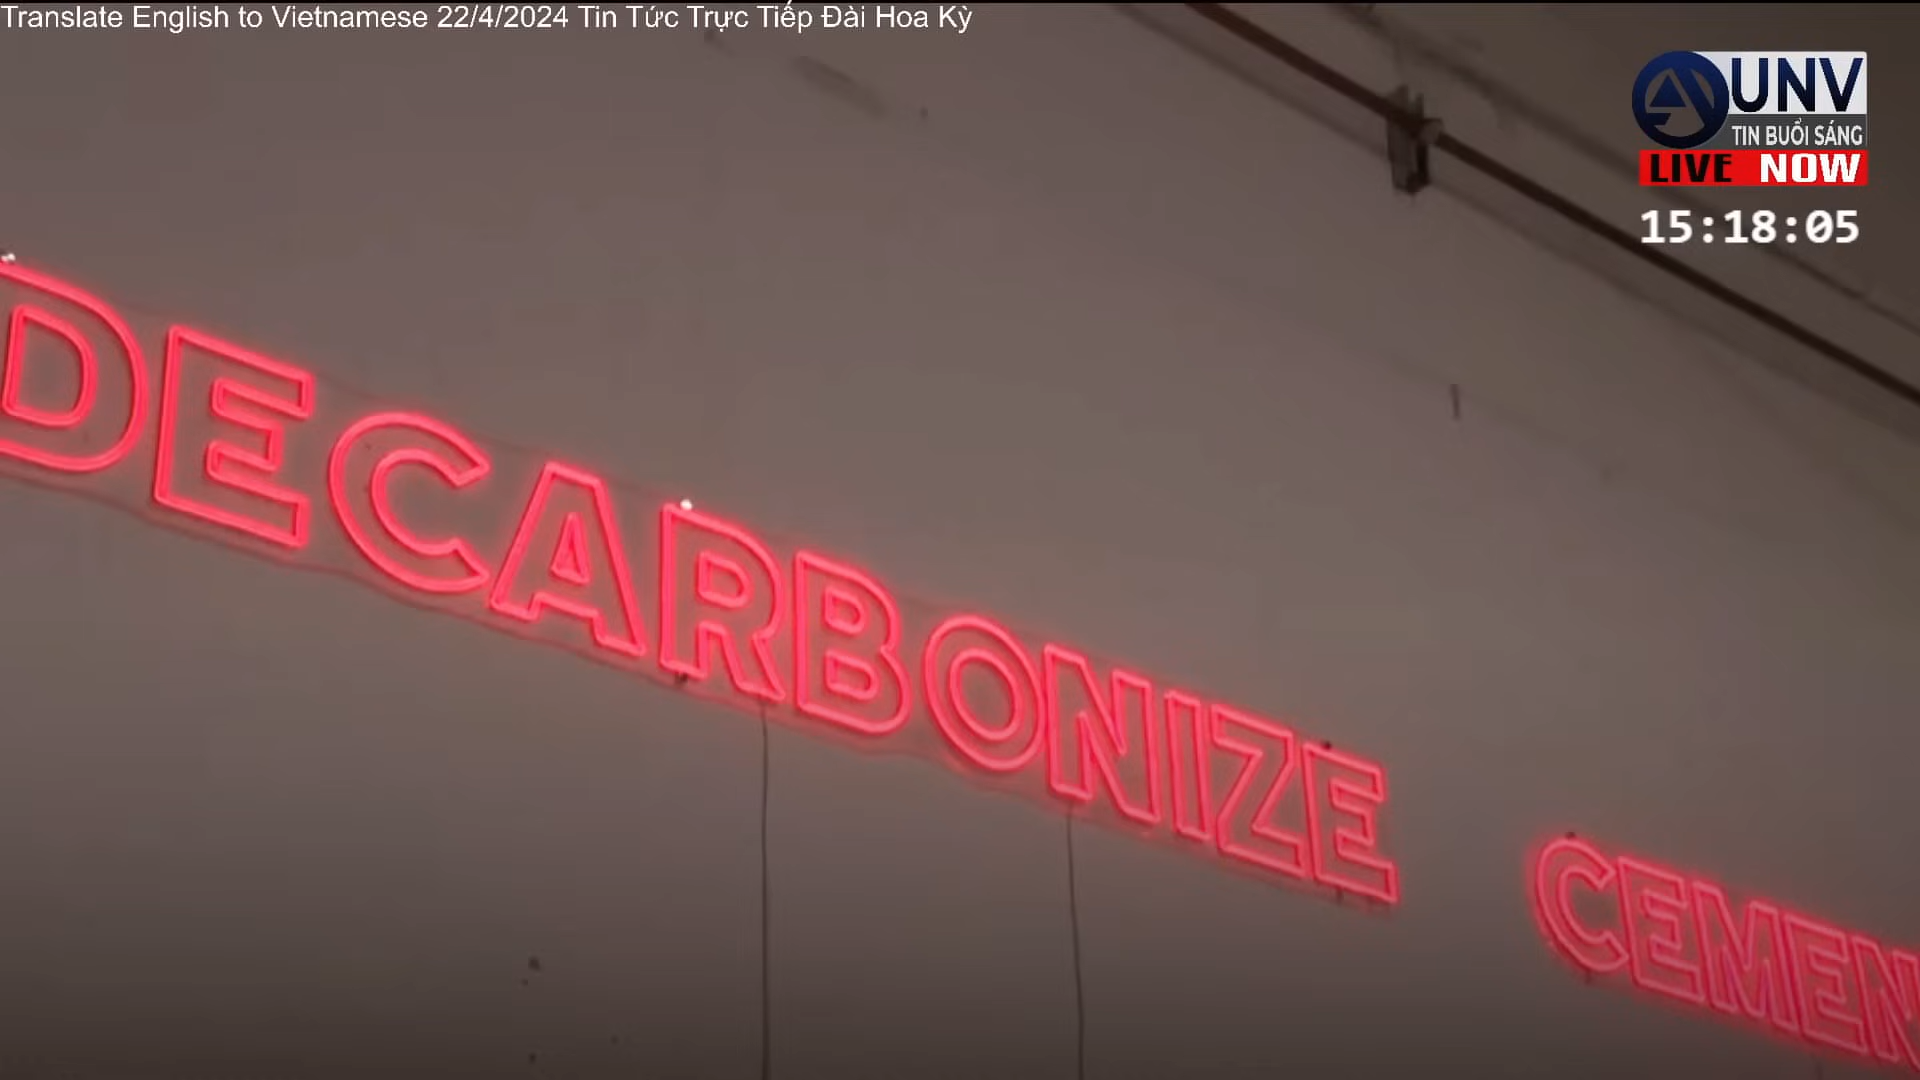 Translate English to Vietnamese 22/4/2024 Tin Tức Trực Tiếp Đài Hoa Kỳ
UNV
TIN BUỔI SÁNG
LIVE NOW
15:18:05
DECARBONIZE
CEMEN